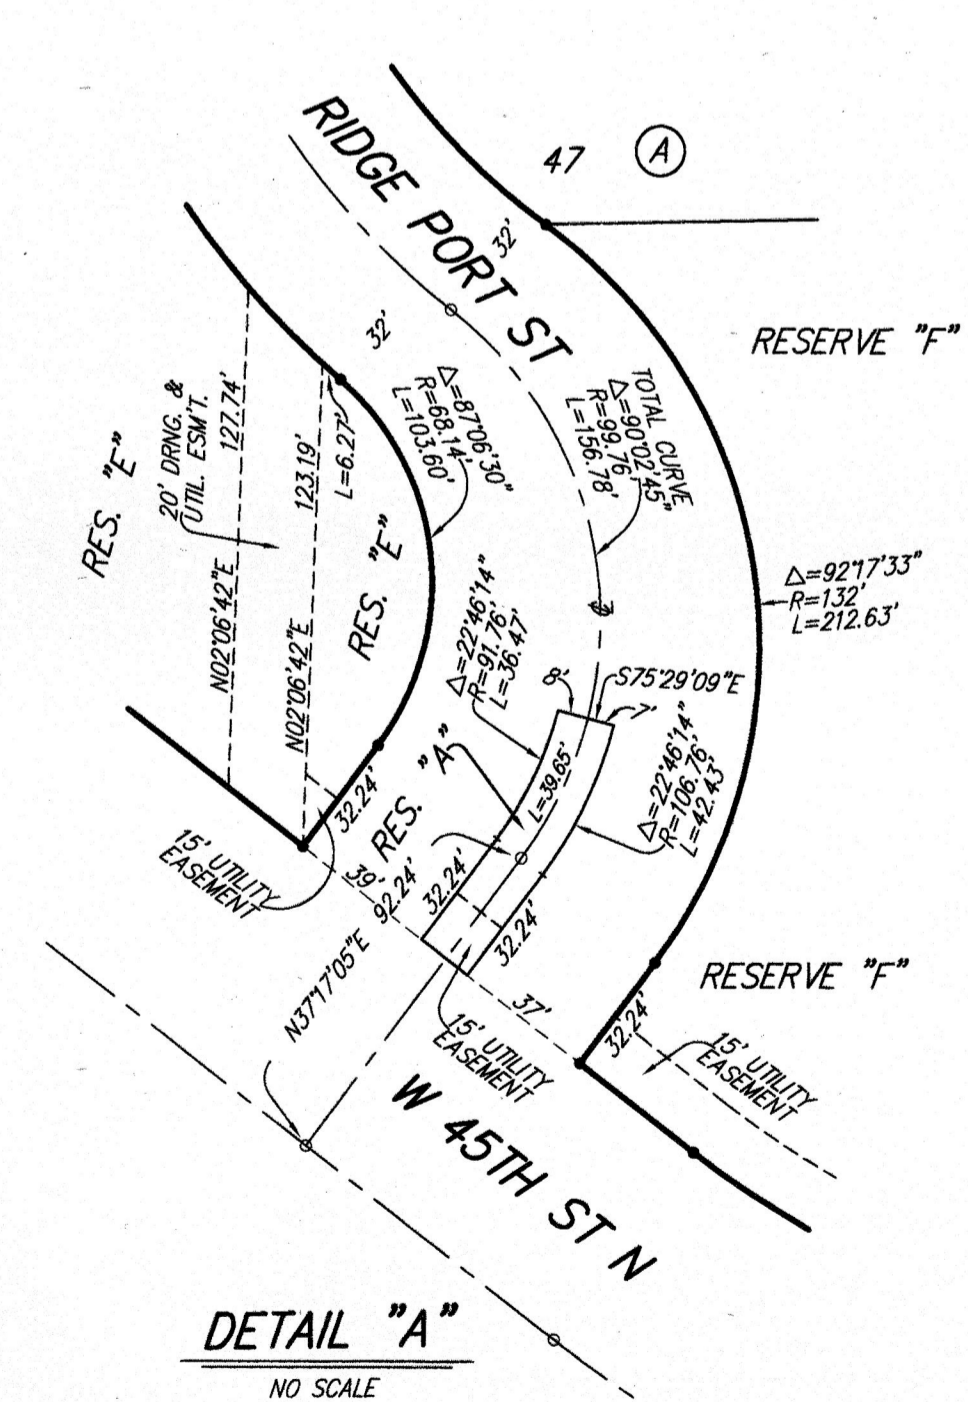 RIDGE PORT ST
47
A
32'
32'
RESERVE "F"
TOTAL CURVE
Δ=90°02'45"
R=99.76'
L=156.78'
Δ=87°06'30"
R=68.14'
L=103.60'
RES. "E"
20' DRNG. &
UTIL. ESM'T.
127.74'
N02°06'42"E
123.19'
N02°06'42"E
L=6.27'
RES. "E"
Δ=92°17'33"
R=132'
L=212.63'
Δ=22°46'14"
R=91.76'
L=36.47'
8'
S75°29'09"E
7'
L=39.65'
Δ=22°46'14"
R=106.76'
L=42.43'
RES. "A"
32.24'
15' UTILITY
EASEMENT
39'
92.24'
32.24'
32.24'
N37°17'05"E
37'
RESERVE "F"
32.24'
15' UTILITY
EASEMENT
15' UTILITY
EASEMENT
W 45TH ST N
DETAIL "A"
NO SCALE